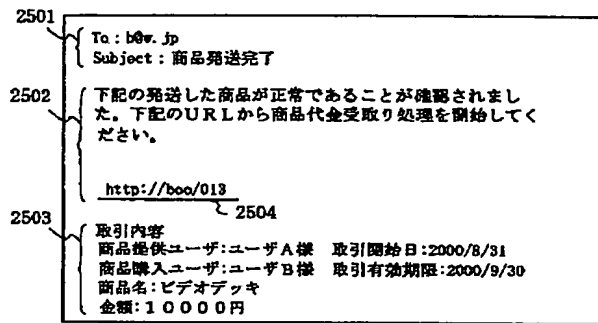 2501
To:b@w.jp
Subject:商品発送完了
2502
下記の発送した商品が正常であることが確認されまし
た。下記のURLから商品代金受取り処理を開始してく
ださい。
http://boo/013
2504
2503
取引内容
商品提供ユーザ:ユーザA様 取引開始日:2000/8/31
商品購入ユーザ:ユーザB様 取引有効期限:2000/9/30
商品名:ビデオデッキ
金額:10000円